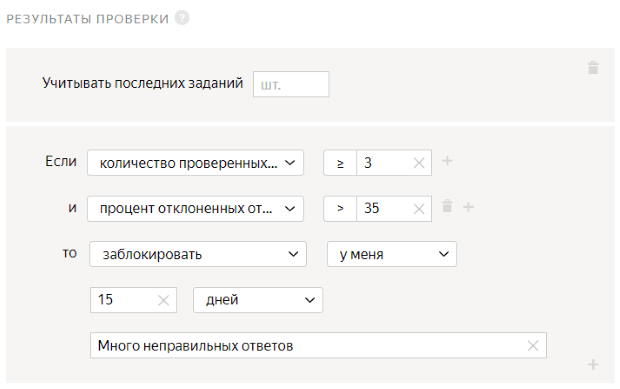 РЕЗУЛЬТАТЫ ПРОВЕРКИ ?
Учитывать последних заданий шт.
Если количество проверенных... ≥ 3
и процент отклоненных от... > 35
то заблокировать у меня
15 дней
Много неправильных ответов